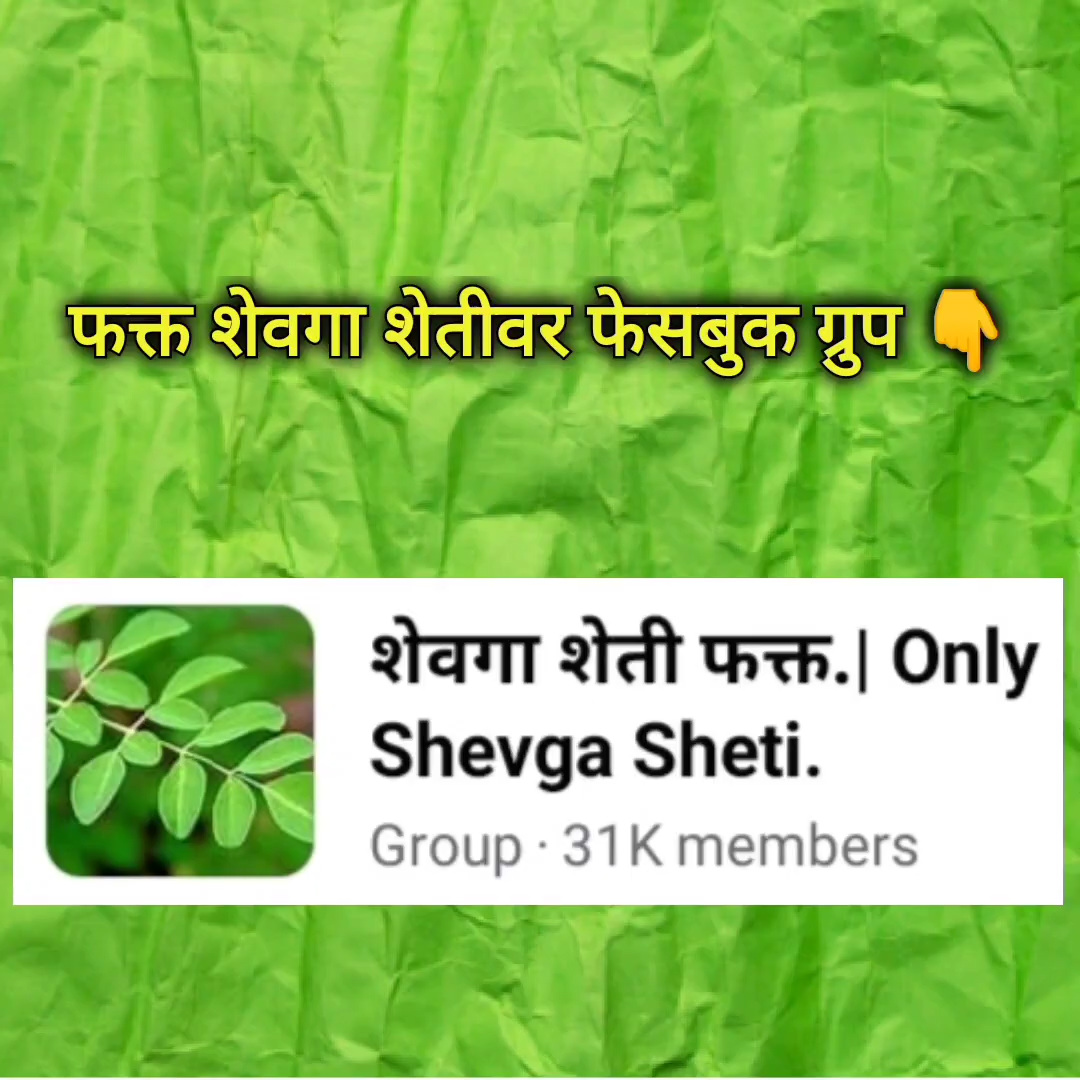 फक्त शेवगा शेतीवर फेसबुक ग्रुप 👇
शेवगा शेती फक्त.| Only
Shevga Sheti.
Group · 31K members